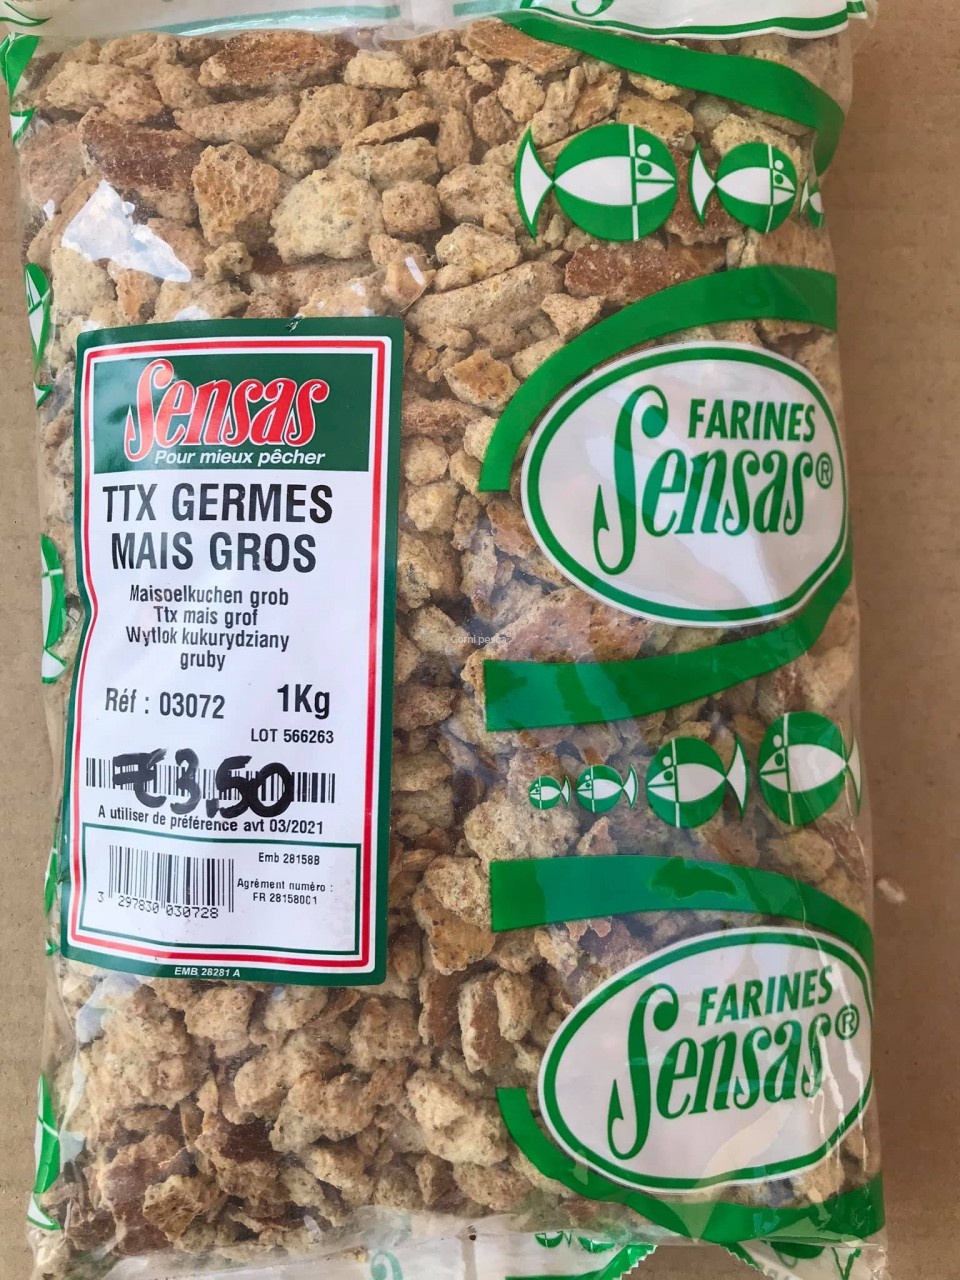 Sensas
Pour mieux pêcher
TTX GERMES
MAIS GROS
Maisoelkuchen grob
Ttx mais grof
Wytlok kukurydziany
gruby
Réf : 03072 1Kg
LOT 566263
€3,50
A utiliser de préférence avt 03/2021
Emb 28158B
Agrément numéro :
FR 28158001
3 297830 030728
EMB 28281 A
FARINES
Sensas®
Gorni pesca
FARINES
Sensas®